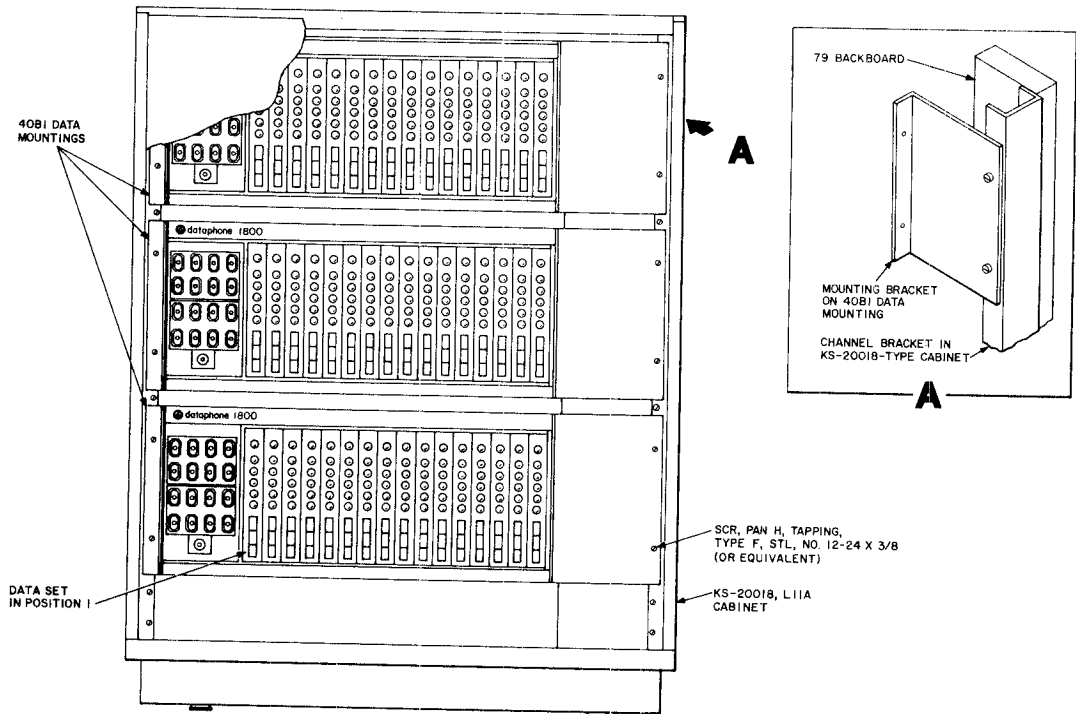 40B1 DATA
MOUNTINGS
dataphone 1800
dataphone 1800
DATA SET
IN POSITION 1
A
SCR, PAN H, TAPPING,
TYPE F, STL, NO. 12-24 X 3/8
(OR EQUIVALENT)
KS-20018, L11A
CABINET
79 BACKBOARD
MOUNTING BRACKET
ON 40B1 DATA
MOUNTING
CHANNEL BRACKET IN
KS-20018-TYPE CABINET
A